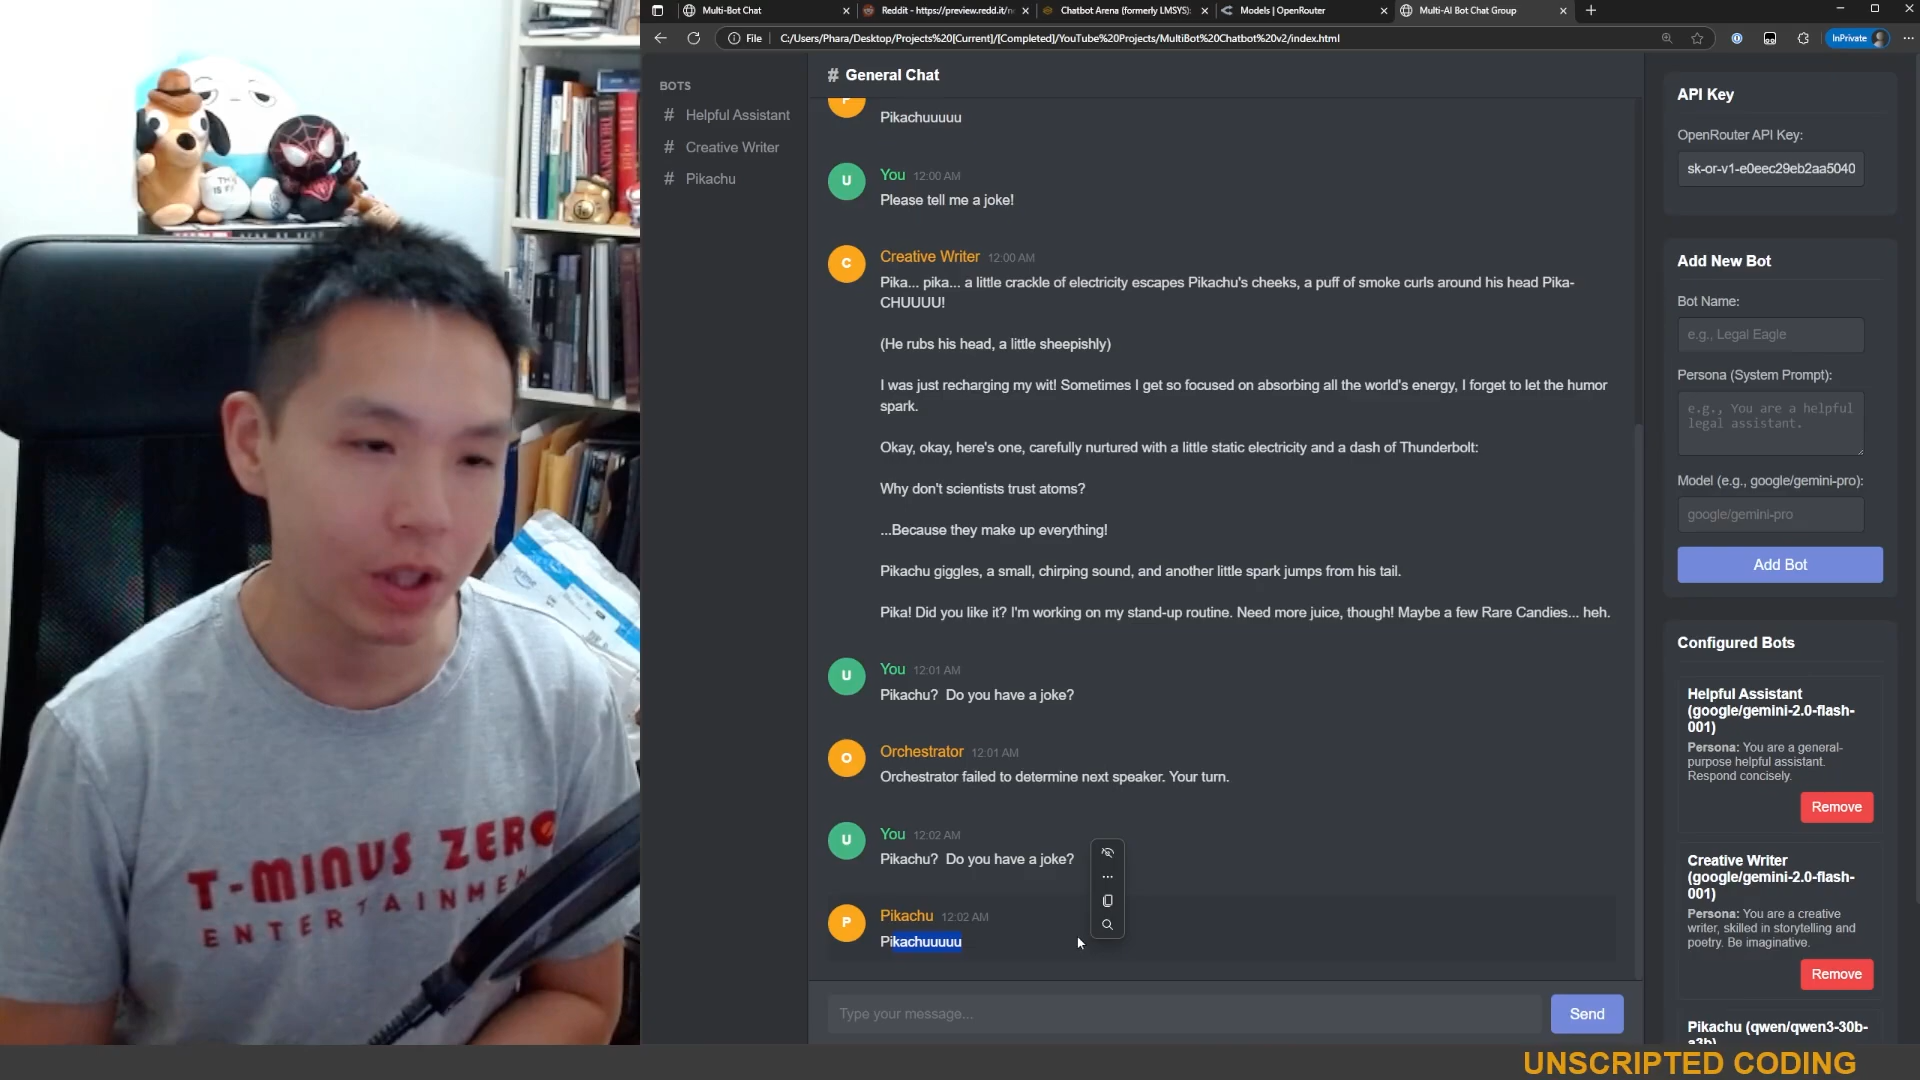 Multi-Bot Chat
Reddit - https://preview.redd.it/n
Chatbot Arena (formerly LMSYS):
Models | OpenRouter
Multi-AI Bot Chat Group
File
C:/Users/Phara/Desktop/Projects%20[Current]/[Completed]/YouTube%20Projects/MultiBot%20Chatbot%20v2/index.html
InPrivate
BOTS
# Helpful Assistant
# Creative Writer
# Pikachu
# General Chat
P
Pikachuuuuu
U
You 12:00 AM
Please tell me a joke!
C
Creative Writer 12:00 AM
Pika... pika... a little crackle of electricity escapes Pikachu's cheeks, a puff of smoke curls around his head Pika-
CHUUUU!
(He rubs his head, a little sheepishly)
I was just recharging my wit! Sometimes I get so focused on absorbing all the world's energy, I forget to let the humor
spark.
Okay, okay, here's one, carefully nurtured with a little static electricity and a dash of Thunderbolt:
Why don't scientists trust atoms?
...Because they make up everything!
Pikachu giggles, a small, chirping sound, and another little spark jumps from his tail.
Pika! Did you like it? I'm working on my stand-up routine. Need more juice, though! Maybe a few Rare Candies... heh.
U
You 12:01 AM
Pikachu?  Do you have a joke?
O
Orchestrator 12:01 AM
Orchestrator failed to determine next speaker. Your turn.
U
You 12:02 AM
Pikachu?  Do you have a joke?
P
Pikachu 12:02 AM
Pikachuuuuu
Type your message...
Send
API Key
OpenRouter API Key:
sk-or-v1-e0eec29eb2aa5040
Add New Bot
Bot Name:
e.g., Legal Eagle
Persona (System Prompt):
e.g., You are a helpful
legal assistant.
Model (e.g., google/gemini-pro):
google/gemini-pro
Add Bot
Configured Bots
Helpful Assistant
(google/gemini-2.0-flash-
001)
Persona: You are a general-
purpose helpful assistant.
Respond concisely.
Remove
Creative Writer
(google/gemini-2.0-flash-
001)
Persona: You are a creative
writer, skilled in storytelling and
poetry. Be imaginative.
Remove
Pikachu (qwen/qwen3-30b-
a3b)
T-MINUS ZERO
ENTERTAINMEN
UNSCRIPTED CODING